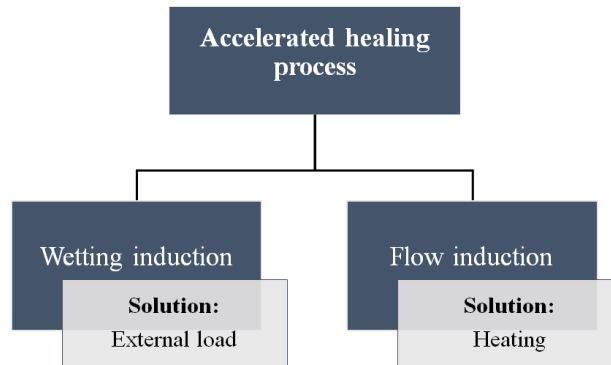 Accelerated healing
process
Wetting induction
Solution:
External load
Flow induction
Solution:
Heating